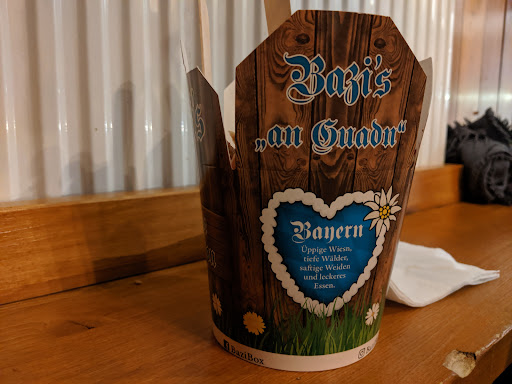 Bazi's
„an Guadn“
Bayern
Üppige Wiesn,
tiefe Wälder,
saftige Weiden
und leckeres
Essen.
BaziBox